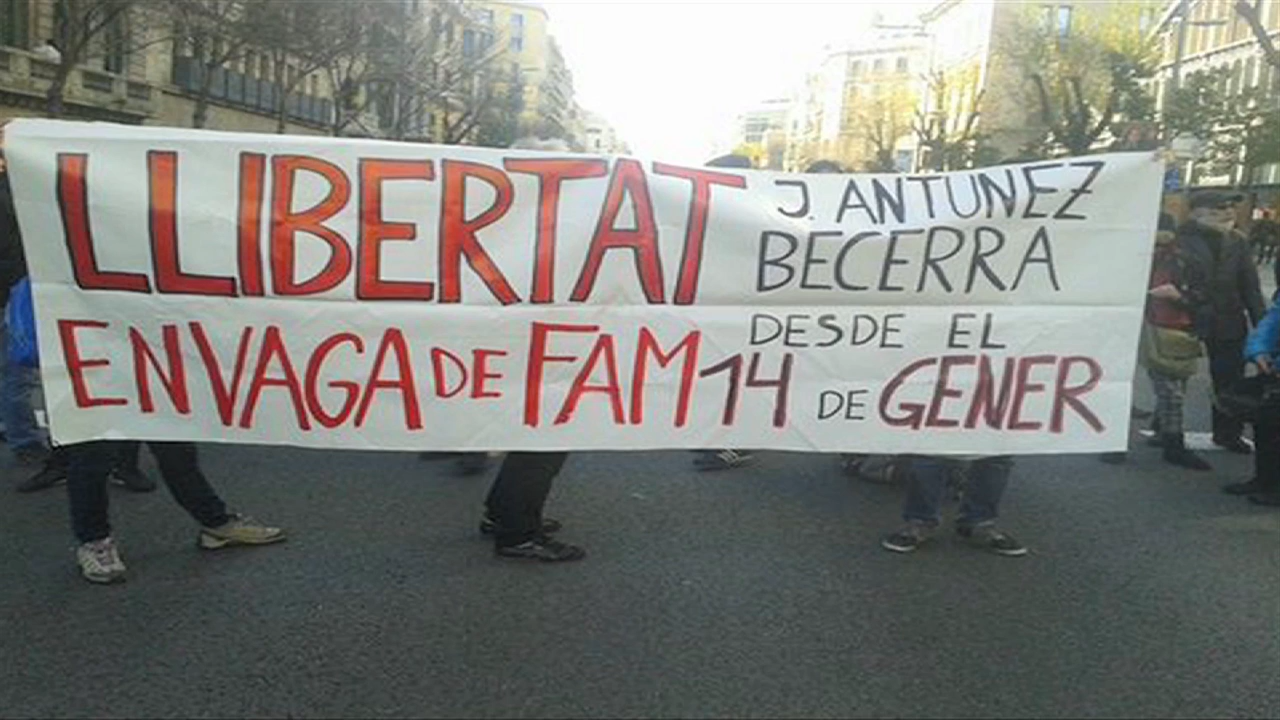 LLIBERTAT J. ANTUNEZ
BECERRA
EN VAGA DE FAM DESDE EL
14 DE GENER